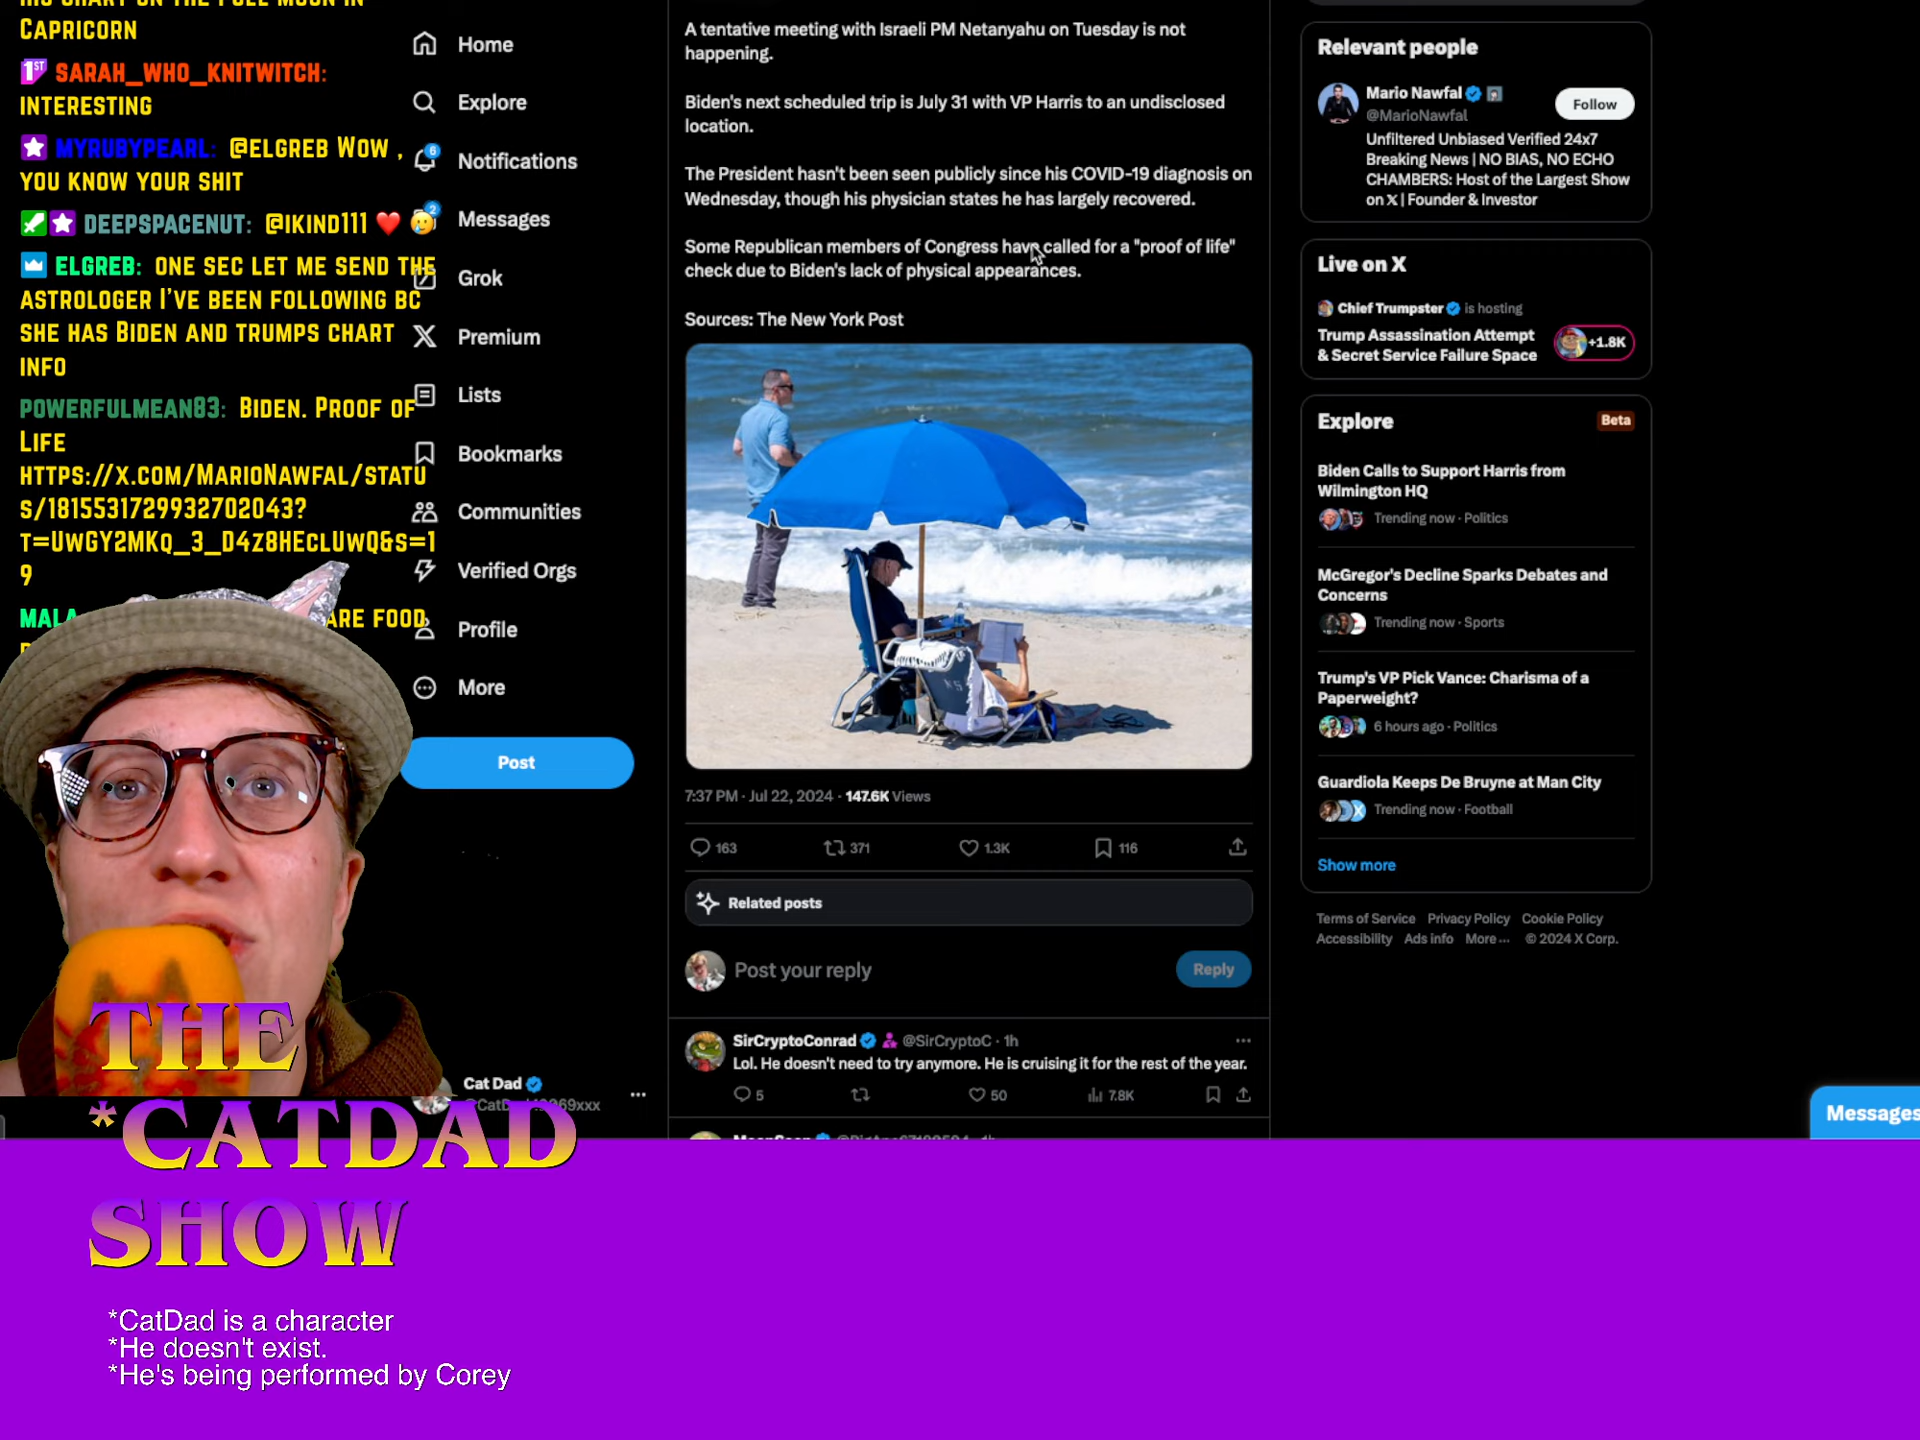 CAPRICORN
1ST SARAH_WHO_KNITWITCH:
INTERESTING
MYRUBYPEARL: @ELGREB WOW ,
YOU KNOW YOUR SHIT
DEEPSPACENUT: @IKIND111
ELGREB: ONE SEC LET ME SEND THE
ASTROLOGER I'VE BEEN FOLLOWING BC
SHE HAS BIDEN AND TRUMPS CHART
INFO
POWERFULMEAN83: BIDEN. PROOF OF
LIFE
HTTPS://X.COM/MARIONAWFAL/STATU
S/1815531729932702043?
T=UWGY2MKQ_3_D4Z8HECLUWQ&S=1
9
ARE FOOD
Home
Explore
6
Notifications
2
Messages
Grok
Premium
Lists
Bookmarks
Communities
Verified Orgs
Profile
More
Post
Cat Dad
A tentative meeting with Israeli PM Netanyahu on Tuesday is not
happening.
Biden's next scheduled trip is July 31 with VP Harris to an undisclosed
location.
The President hasn't been seen publicly since his COVID-19 diagnosis on
Wednesday, though his physician states he has largely recovered.
Some Republican members of Congress have called for a "proof of life"
check due to Biden's lack of physical appearances.
Sources: The New York Post
7:37 PM · Jul 22, 2024 · 147.6K Views
163 371 1.3K 116
Related posts
Post your reply
Reply
SirCryptoConrad @SirCryptoC · 1h
Lol. He doesn't need to try anymore. He is cruising it for the rest of the year.
5 50 7.8K
Relevant people
Mario Nawfal
@MarioNawfal
Follow
Unfiltered Unbiased Verified 24x7
Breaking News | NO BIAS, NO ECHO
CHAMBERS: Host of the Largest Show
on X | Founder & Investor
Live on X
Chief Trumpster is hosting
Trump Assassination Attempt
& Secret Service Failure Space
+1.8K
Explore
Beta
Biden Calls to Support Harris from
Wilmington HQ
Trending now · Politics
McGregor's Decline Sparks Debates and
Concerns
Trending now · Sports
Trump's VP Pick Vance: Charisma of a
Paperweight?
6 hours ago · Politics
Guardiola Keeps De Bruyne at Man City
Trending now · Football
Show more
Terms of Service Privacy Policy Cookie Policy
Accessibility Ads info More ··· © 2024 X Corp.
Messages
THE
*CATDAD
SHOW
*CatDad is a character
*He doesn't exist.
*He's being performed by Corey